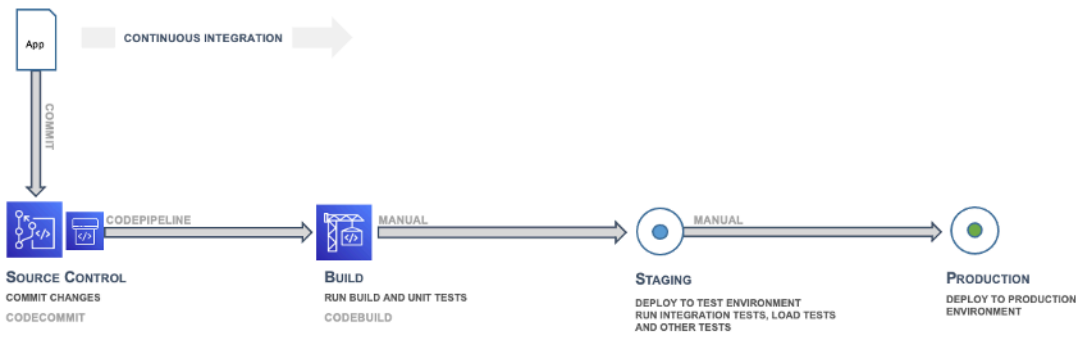 App
CONTINUOUS INTEGRATION
COMMIT
CODEPIPELINE
MANUAL
MANUAL
SOURCE CONTROL
COMMIT CHANGES
CODECOMMIT
BUILD
RUN BUILD AND UNIT TESTS
CODEBUILD
STAGING
DEPLOY TO TEST ENVIRONMENT
RUN INTEGRATION TESTS, LOAD TESTS
AND OTHER TESTS
PRODUCTION
DEPLOY TO PRODUCTION
ENVIRONMENT